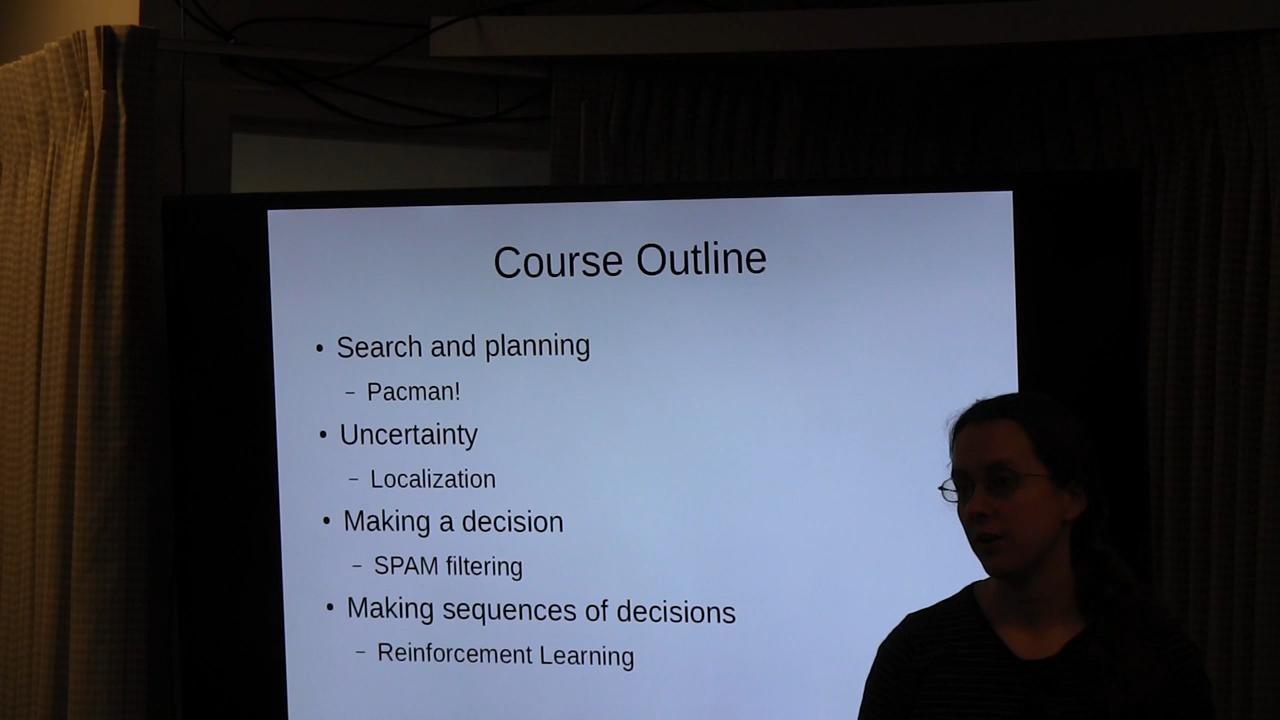 Course Outline
• Search and planning
– Pacman!
• Uncertainty
– Localization
• Making a decision
– SPAM filtering
• Making sequences of decisions
– Reinforcement Learning